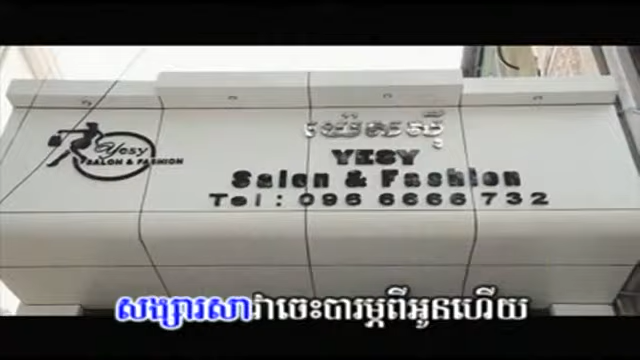 Yesy
SALON & FASHION
YESY
Salon & Fashion
Tel : 096 6666 732
សង្សារសាវាចេះបារម្ភពីអូនហើយ